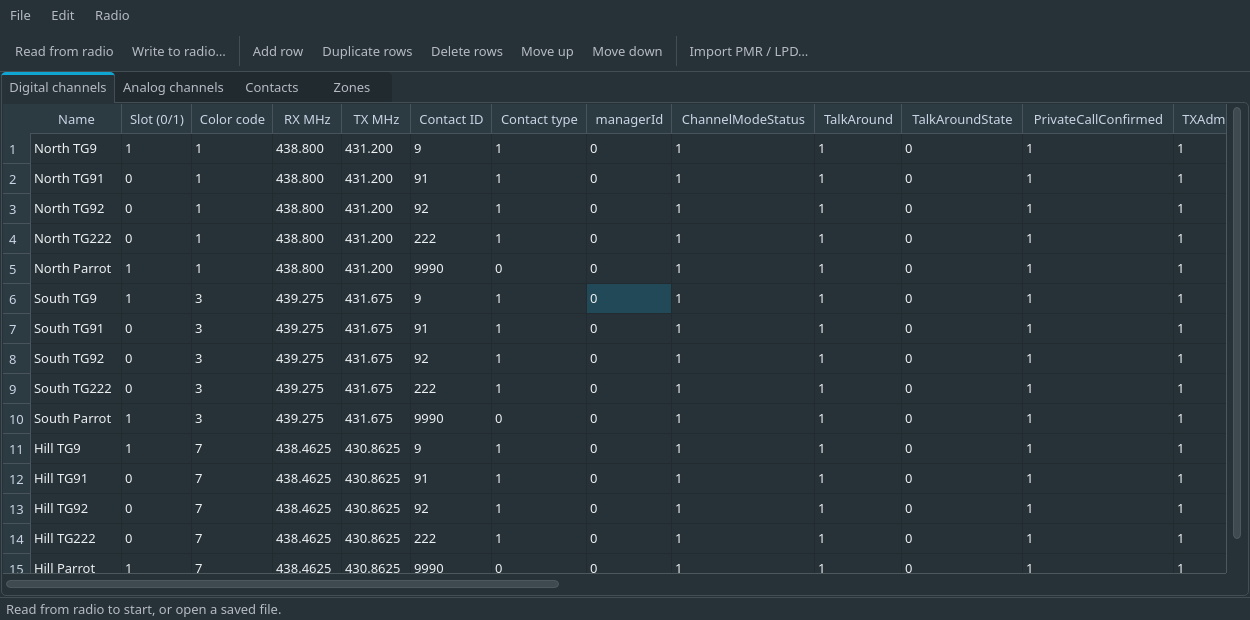 File Edit Radio
Read from radio Write to radio... Add row Duplicate rows Delete rows Move up Move down Import PMR / LPD...
Digital channels Analog channels Contacts Zones
Name Slot (0/1) Color code RX MHz TX MHz Contact ID Contact type managerId ChannelModeStatus TalkAround TalkAroundState PrivateCallConfirmed TXAdm
1 North TG9 1 1 438.800 431.200 9 1 0 1 1 0 1 1
2 North TG91 0 1 438.800 431.200 91 1 0 1 1 0 1 1
3 North TG92 0 1 438.800 431.200 92 1 0 1 1 0 1 1
4 North TG222 0 1 438.800 431.200 222 1 0 1 1 0 1 1
5 North Parrot 1 1 438.800 431.200 9990 0 0 1 1 0 1 1
6 South TG9 1 3 439.275 431.675 9 1 0 1 1 0 1 1
7 South TG91 0 3 439.275 431.675 91 1 0 1 1 0 1 1
8 South TG92 0 3 439.275 431.675 92 1 0 1 1 0 1 1
9 South TG222 0 3 439.275 431.675 222 1 0 1 1 0 1 1
10 South Parrot 1 3 439.275 431.675 9990 0 0 1 1 0 1 1
11 Hill TG9 1 7 438.4625 430.8625 9 1 0 1 1 0 1 1
12 Hill TG91 0 7 438.4625 430.8625 91 1 0 1 1 0 1 1
13 Hill TG92 0 7 438.4625 430.8625 92 1 0 1 1 0 1 1
14 Hill TG222 0 7 438.4625 430.8625 222 1 0 1 1 0 1 1
15 Hill Parrot 1 7 438.4625 430.8625 9990 0 0 1 1 0 1 1
Read from radio to start, or open a saved file.